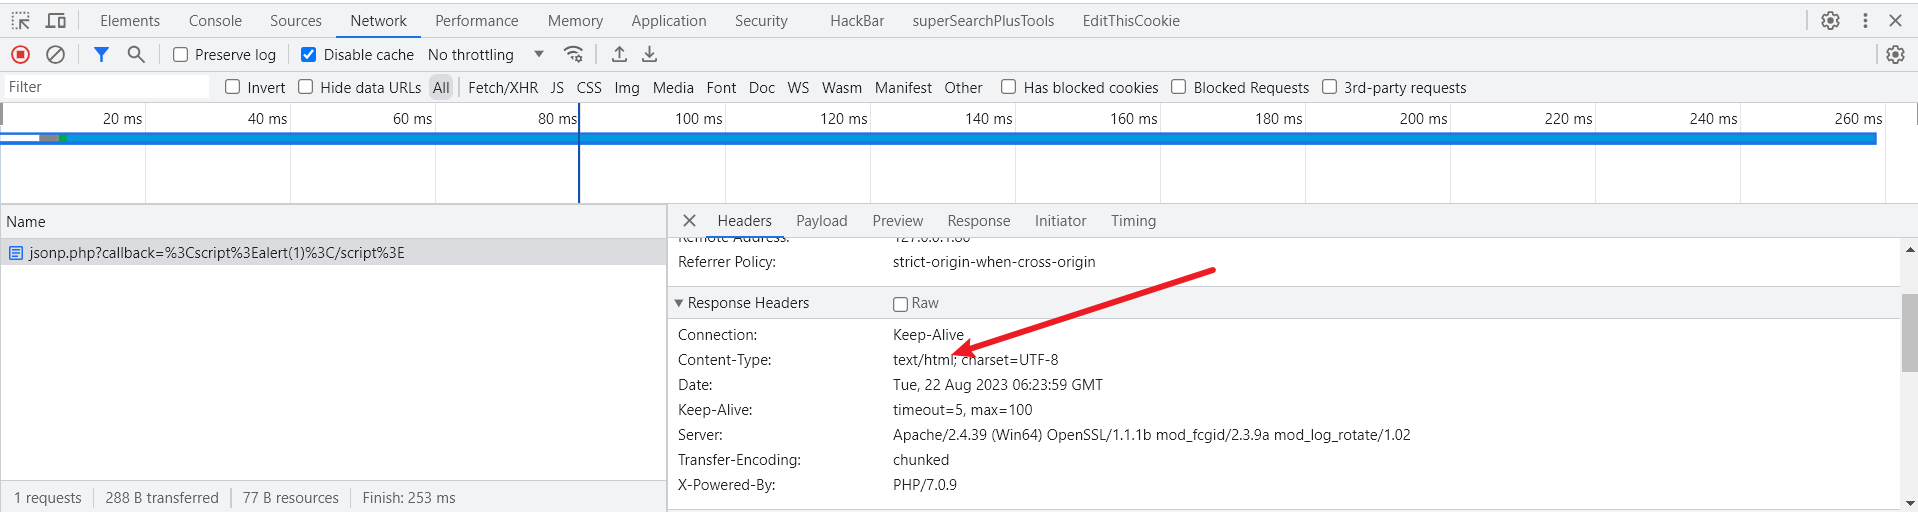 Elements Console Sources Network Performance Memory Application Security HackBar superSearchPlusTools EditThisCookie
Preserve log Disable cache No throttling
Filter Invert Hide data URLs All Fetch/XHR JS CSS Img Media Font Doc WS Wasm Manifest Other Has blocked cookies Blocked Requests 3rd-party requests
20 ms 40 ms 60 ms 80 ms 100 ms 120 ms 140 ms 160 ms 180 ms 200 ms 220 ms 240 ms 260 ms
Name
jsonp.php?callback=%3Cscript%3Ealert(1)%3C/script%3E
1 requests 288 B transferred 77 B resources Finish: 253 ms
Headers Payload Preview Response Initiator Timing
Remote Address: 127.0.0.1:80
Referrer Policy: strict-origin-when-cross-origin
Response Headers Raw
Connection: Keep-Alive
Content-Type: text/html; charset=UTF-8
Date: Tue, 22 Aug 2023 06:23:59 GMT
Keep-Alive: timeout=5, max=100
Server: Apache/2.4.39 (Win64) OpenSSL/1.1.1b mod_fcgid/2.3.9a mod_log_rotate/1.02
Transfer-Encoding: chunked
X-Powered-By: PHP/7.0.9